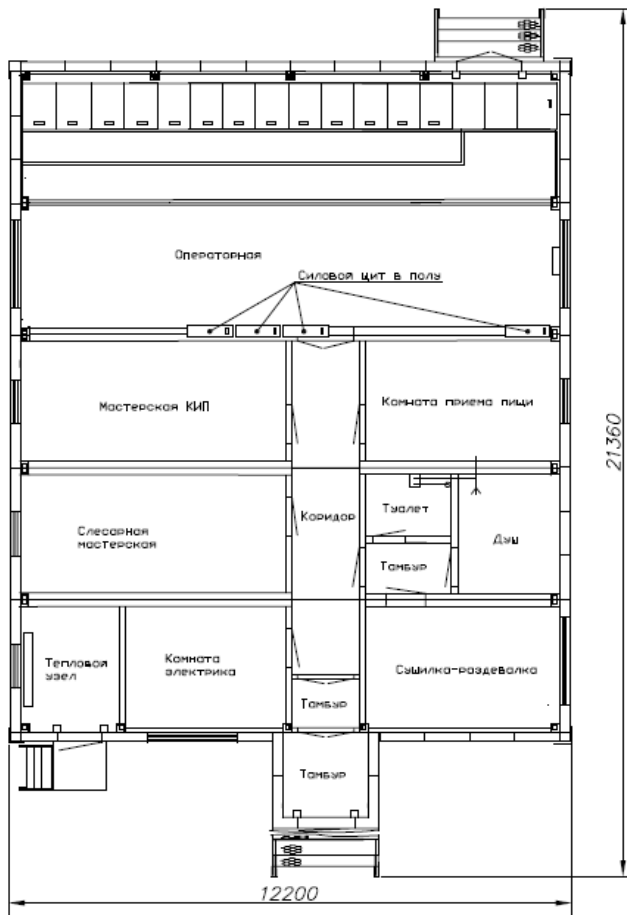 Операторная
Силовой щит в полу
Мастерская КИП
Комната приема пищи
21360
Коридор
Туалет
Слесарная
мастерская
Душ
Тамбур
Тепловой
узел
Комната
электрика
Сушилка-раздевалка
Тамбур
Тамбур
12200